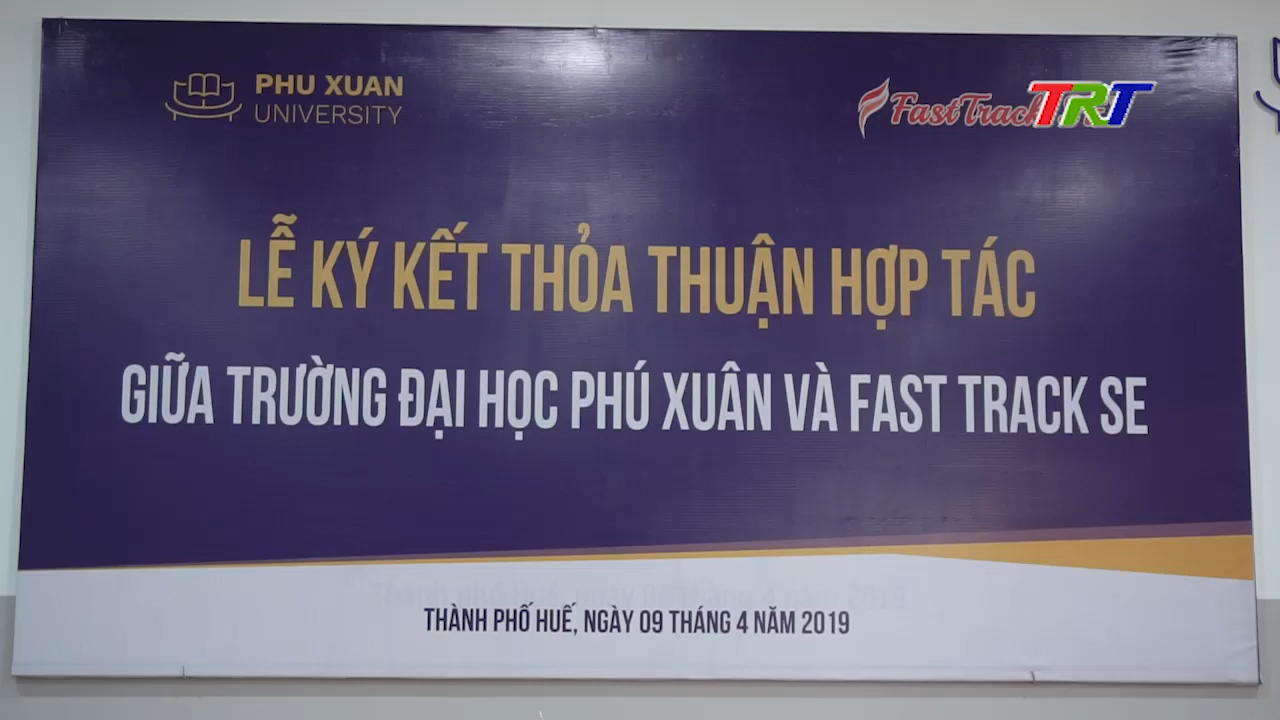 PHU XUAN
UNIVERSITY
Fast Track
TRT
LỄ KÝ KẾT THỎA THUẬN HỢP TÁC
GIỮA TRƯỜNG ĐẠI HỌC PHÚ XUÂN VÀ FAST TRACK SE
THÀNH PHỐ HUẾ, NGÀY 09 THÁNG 4 NĂM 2019